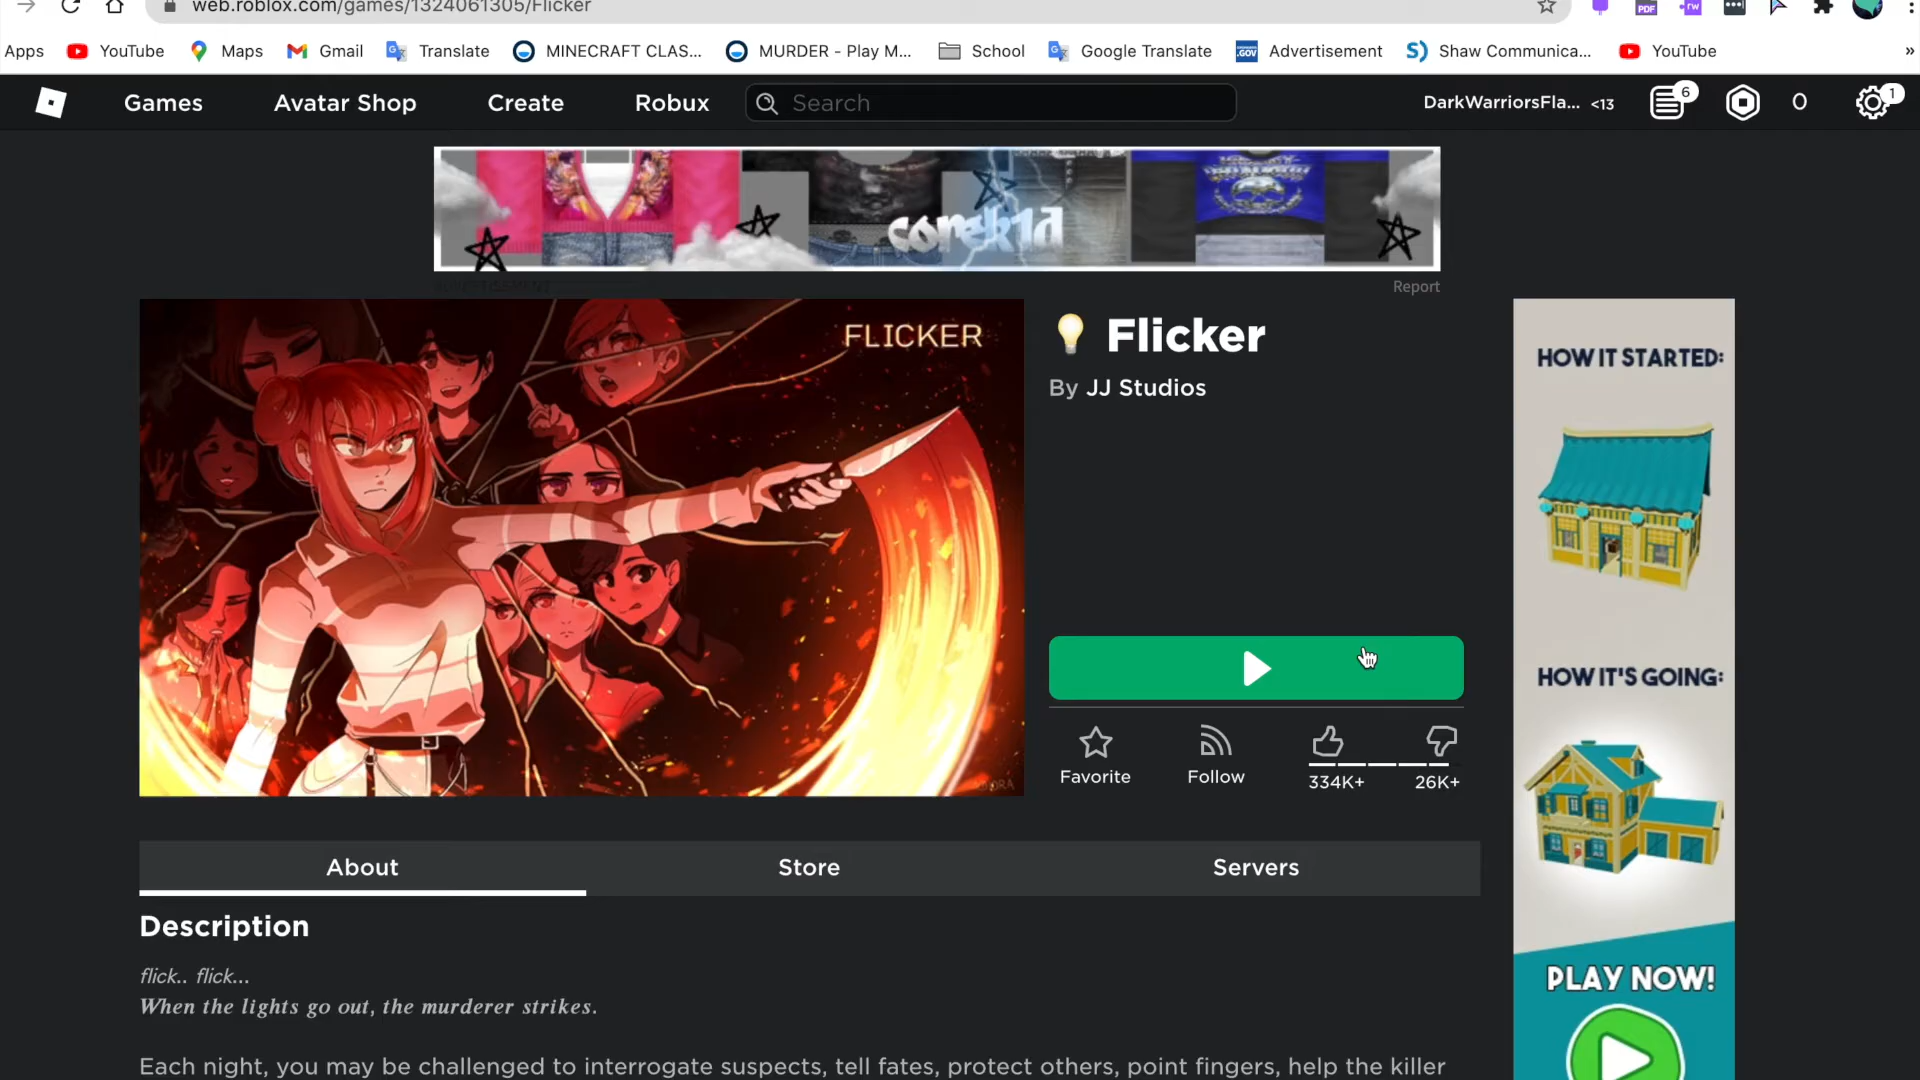 web.roblox.com/games/1324061305/Flicker
Apps YouTube Maps Gmail Translate MINECRAFT CLAS... MURDER - Play M... School Google Translate Advertisement Shaw Communica... YouTube »
Games Avatar Shop Create Robux Search DarkWarriorsFla... <13 6 0 1
corek1d
ADVERTISEMENT Report
FLICKER
Flicker
By JJ Studios
Favorite Follow 334K+ 26K+
HOW IT STARTED:
HOW IT'S GOING:
PLAY NOW!
About Store Servers
Description
flick.. flick...
When the lights go out, the murderer strikes.
Each night, you may be challenged to interrogate suspects, tell fates, protect others, point fingers, help the killer